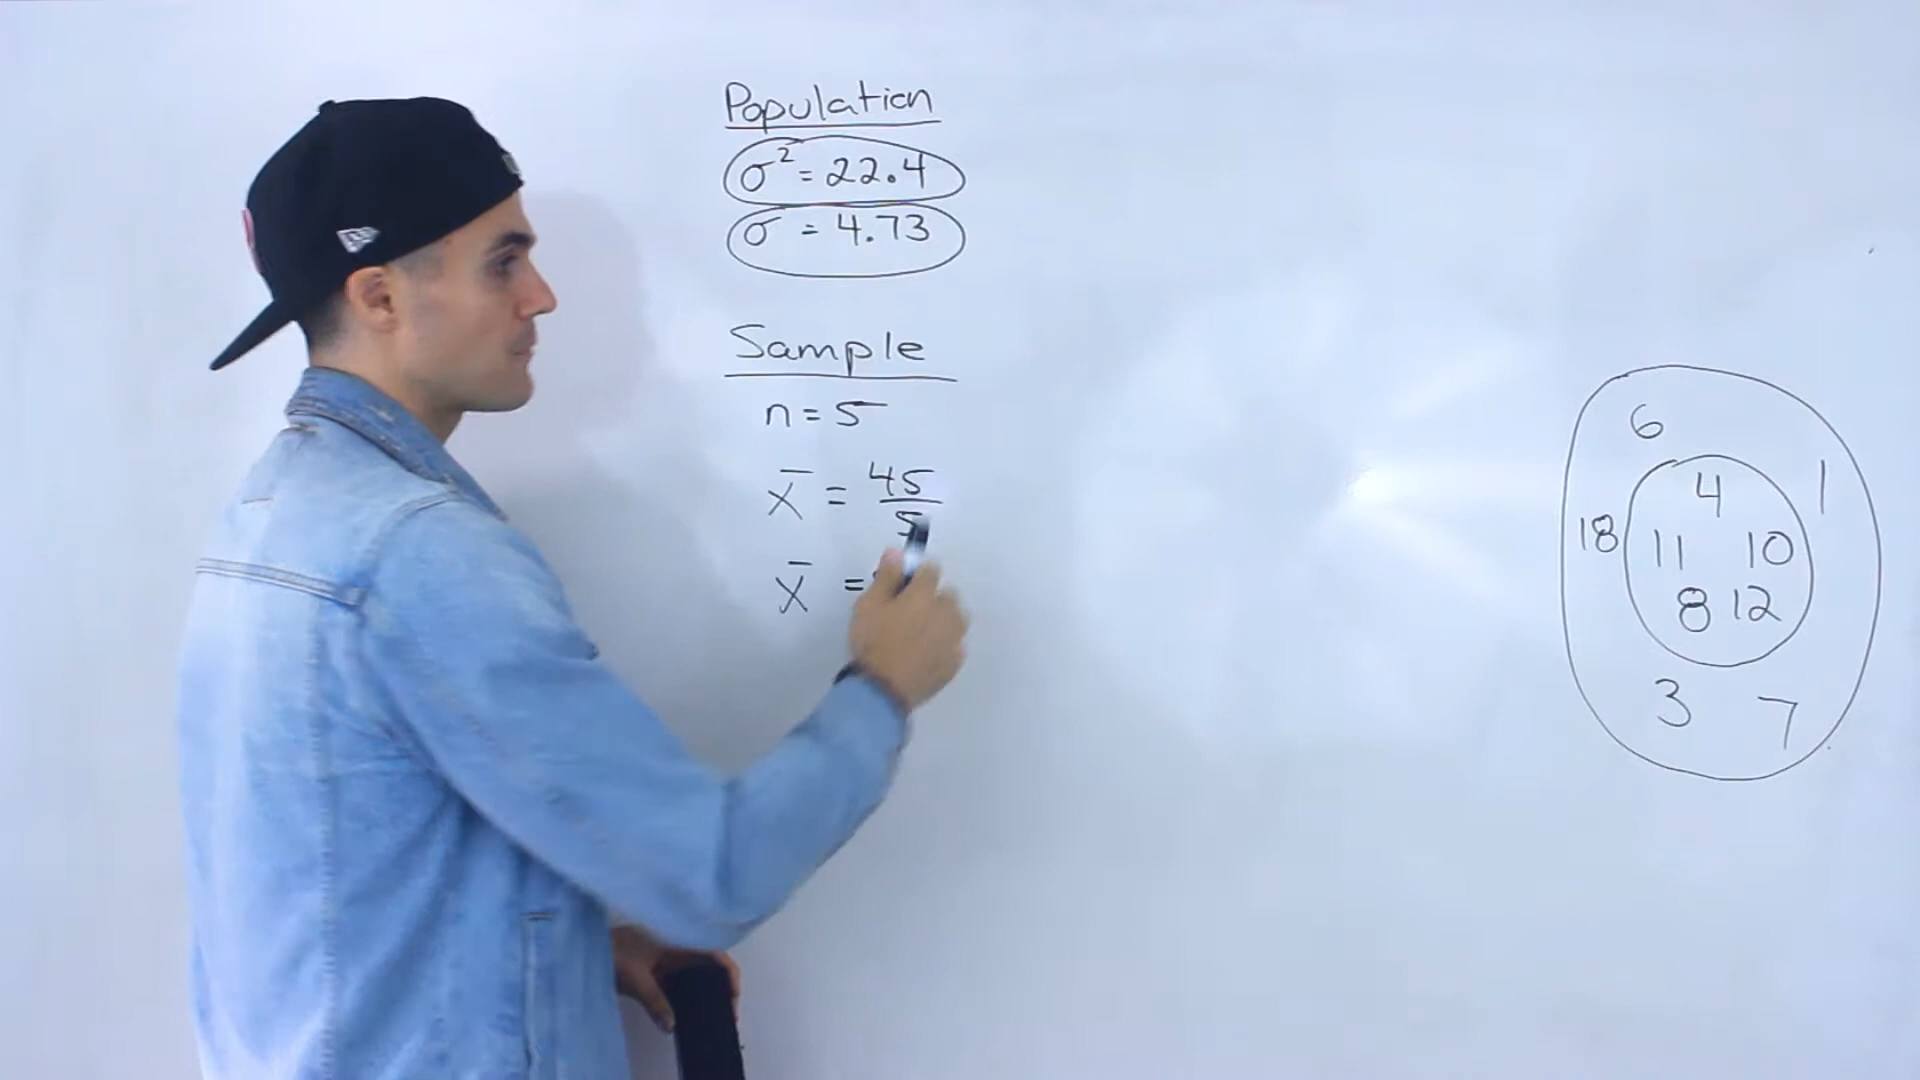 Population
σ² = 22.4
σ = 4.73
Sample
n = 5
x̄ = 45/5
x̄ =
6
4 1
18 11 10
8 12
3 7